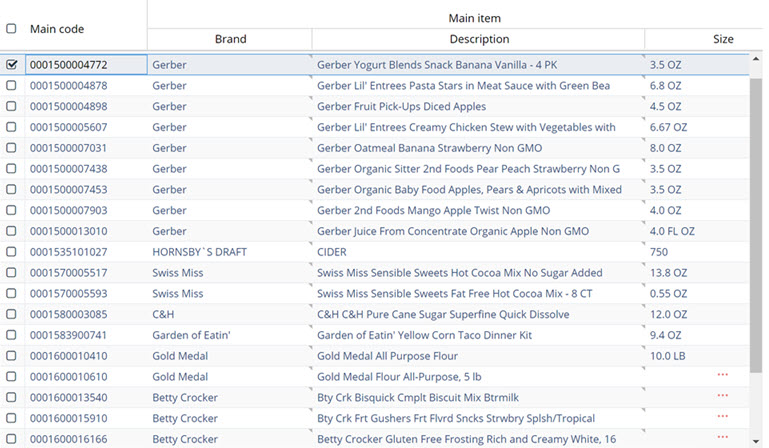 Main item
Main code
Brand Description Size
0001500004772 Gerber Gerber Yogurt Blends Snack Banana Vanilla - 4 PK 3.5 OZ
0001500004878 Gerber Gerber Lil' Entrees Pasta Stars in Meat Sauce with Green Bea 6.8 OZ
0001500004898 Gerber Gerber Fruit Pick-Ups Diced Apples 4.5 OZ
0001500005607 Gerber Gerber Lil' Entrees Creamy Chicken Stew with Vegetables with 6.67 OZ
0001500007031 Gerber Gerber Oatmeal Banana Strawberry Non GMO 8.0 OZ
0001500007438 Gerber Gerber Organic Sitter 2nd Foods Pear Peach Strawberry Non G 3.5 OZ
0001500007453 Gerber Gerber Organic Baby Food Apples, Pears & Apricots with Mixed 3.5 OZ
0001500007903 Gerber Gerber 2nd Foods Mango Apple Twist Non GMO 4.0 OZ
0001500013010 Gerber Gerber Juice From Concentrate Organic Apple Non GMO 4.0 FL OZ
0001535101027 HORNSBY`S DRAFT CIDER 750
0001570005517 Swiss Miss Swiss Miss Sensible Sweets Hot Cocoa Mix No Sugar Added 13.8 OZ
0001570005593 Swiss Miss Swiss Miss Sensible Sweets Fat Free Hot Cocoa Mix - 8 CT 0.55 OZ
0001580003085 C&H C&H C&H Pure Cane Sugar Superfine Quick Dissolve 12.0 OZ
0001583900741 Garden of Eatin' Garden of Eatin' Yellow Corn Taco Dinner Kit 9.4 OZ
0001600010410 Gold Medal Gold Medal All Purpose Flour 10.0 LB
0001600010610 Gold Medal Gold Medal Flour All-Purpose, 5 lb ...
0001600013540 Betty Crocker Bty Crk Bisquick Cmplt Biscuit Mix Btrmilk ...
0001600015910 Betty Crocker Bty Crk Frt Gushers Frt Flvrd Sncks Strwbry Splsh/Tropical ...
0001600016166 Betty Crocker Betty Crocker Gluten Free Frosting Rich and Creamy White, 16 ...